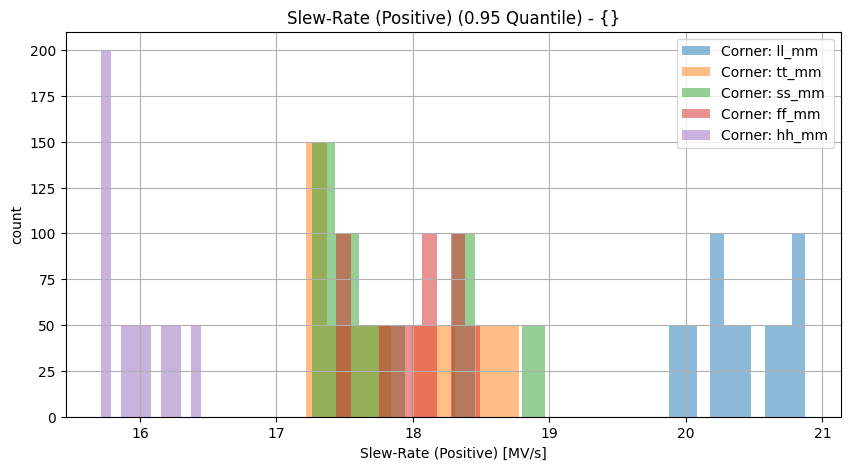 Slew-Rate (Positive) (0.95 Quantile) - {}
Corner: ll_mm
Corner: tt_mm
Corner: ss_mm
Corner: ff_mm
Corner: hh_mm
count
200
175
150
125
100
75
50
25
0
16 17 18 19 20 21
Slew-Rate (Positive) [MV/s]